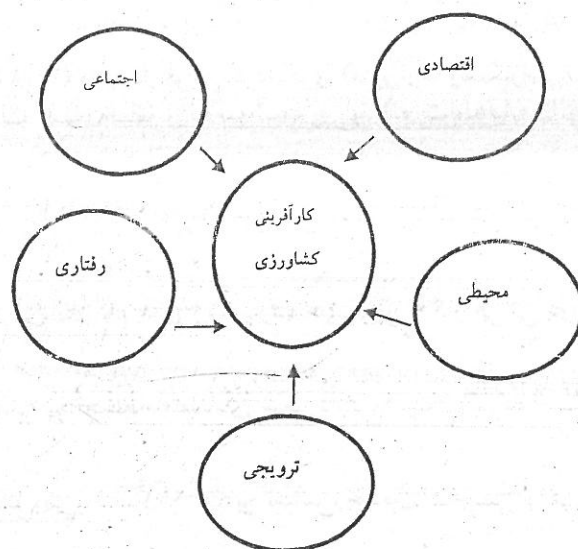 اقتصادی
اجتماعی
کارآفرینی
کشاورزی
رفتاری
محیطی
ترویجی